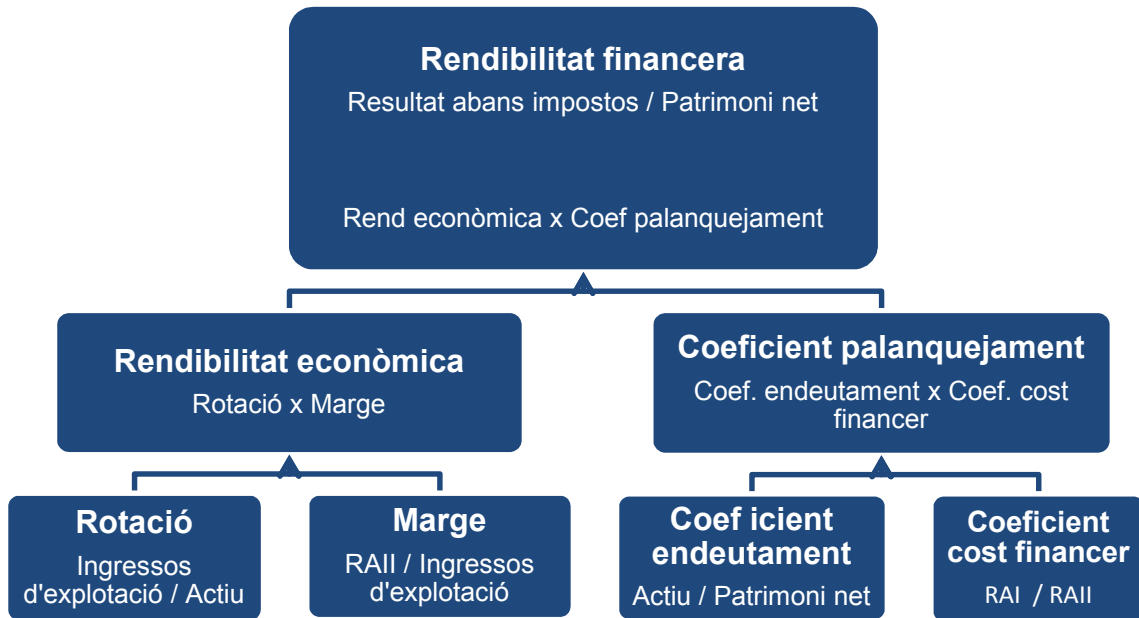 Rendibilitat financera
Resultat abans impostos / Patrimoni net
Rend econòmica x Coef palanquejament
Rendibilitat econòmica
Rotació x Marge
Coeficient palanquejament
Coef. endeutament x Coef. cost
financer
Rotació
Ingressos
d'explotació / Actiu
Marge
RAII / Ingressos
d'explotació
Coef icient
endeutament
Actiu / Patrimoni net
Coeficient
cost financer
RAI / RAII